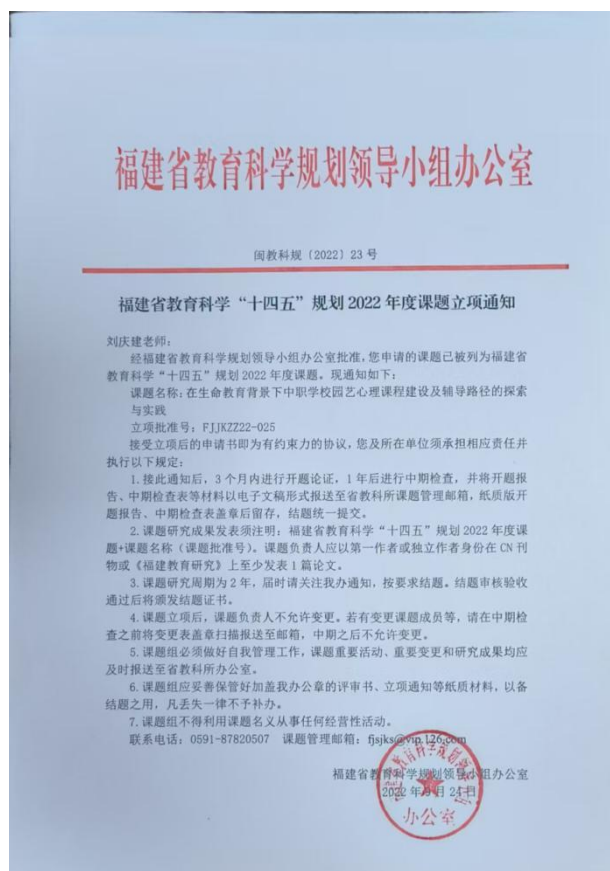 福建省教育科学规划领导小组办公室
闽教科规〔2022〕23 号
福建省教育科学“十四五”规划 2022 年度课题立项通知
刘庆建老师：
经福建省教育科学规划领导小组办公室批准，您申请的课题已被列为福建省
教育科学“十四五”规划 2022 年度课题。现通知如下：
课题名称：在生命教育背景下中职学校园艺心理课程建设及辅导路径的探索
与实践
立项批准号：FJJKZZ22-025
接受立项后的申请书即为有约束力的协议，您及所在单位须承担相应责任并
执行以下规定：
1.接此通知后，3 个月内进行开题论证，1 年后进行中期检查，并将开题报
告、中期检查表等材料以电子文稿形式报送至省教科所课题管理邮箱，纸质版开
题报告、中期检查表盖章后留存，结题统一提交。
2.课题研究成果发表须注明：福建省教育科学“十四五”规划 2022 年度课
题+课题名称（课题批准号）。课题负责人应以第一作者或独立作者身份在 CN 刊
物或《福建教育研究》上至少发表 1 篇论文。
3.课题研究周期为 2 年，届时请关注我办通知，按要求结题。结题审核验收
通过后将颁发结题证书。
4.课题立项后，课题负责人不允许变更。若有变更课题成员等，请在中期检
查之前将变更表盖章扫描报送至邮箱，中期之后不允许变更。
5.课题组必须做好自我管理工作，课题重要活动、重要变更和研究成果均应
及时报送至省教科所办公室。
6.课题组应妥善保管好加盖我办公章的评审书、立项通知等纸质材料，以备
结题之用，凡丢失一律不予补办。
7.课题组不得利用课题名义从事任何经营性活动。
联系电话：0591-87820507 课题管理邮箱：fjsjks@vip.126.com
福建省教育科学规划领导小组办公室
2022 年 9 月 24 日
办公室